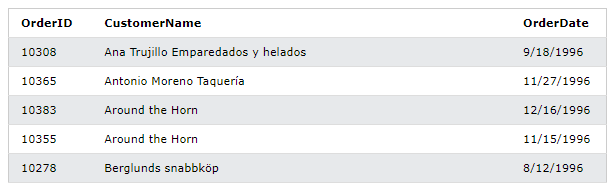 OrderID CustomerName OrderDate
10308 Ana Trujillo Emparedados y helados 9/18/1996
10365 Antonio Moreno Taquería 11/27/1996
10383 Around the Horn 12/16/1996
10355 Around the Horn 11/15/1996
10278 Berglunds snabbköp 8/12/1996